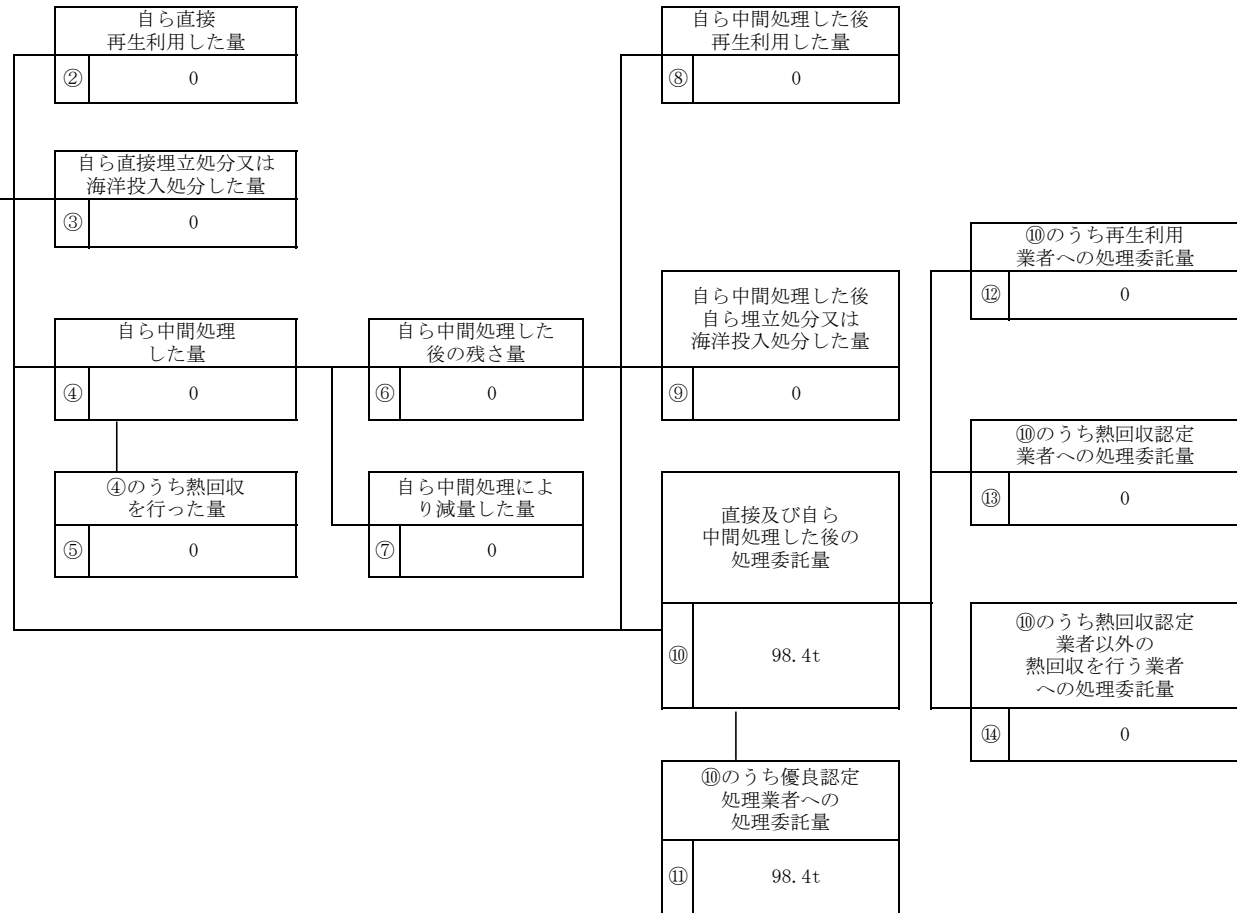 自ら直接
再生利用した量
② 0
自ら中間処理した後
再生利用した量
⑧ 0
自ら直接埋立処分又は
海洋投入処分した量
③ 0
⑩のうち再生利用
業者への処理委託量
⑫ 0
自ら中間処理
した量
④ 0
自ら中間処理した
後の残さ量
⑥ 0
自ら中間処理した後
自ら埋立処分又は
海洋投入処分した量
⑨ 0
⑩のうち熱回収認定
業者への処理委託量
⑬ 0
④のうち熱回収
を行った量
⑤ 0
自ら中間処理によ
り減量した量
⑦ 0
直接及び自ら
中間処理した後の
処理委託量
⑩ 98.4t
⑩のうち熱回収認定
業者以外の
熱回収を行う業者
への処理委託量
⑭ 0
⑩のうち優良認定
処理業者への
処理委託量
⑪ 98.4t